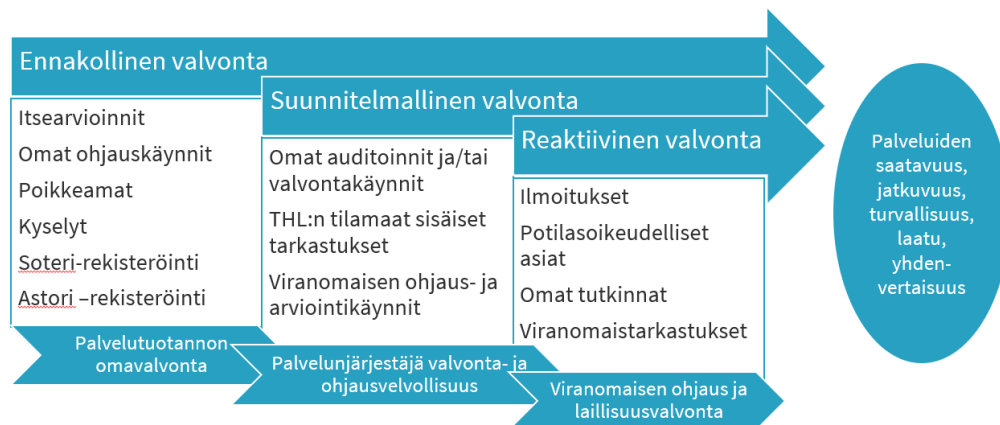 Ennakollinen valvonta
Itsearvioinnit
Omat ohjauskäynnit
Poikkeamat
Kyselyt
Soteri-rekisteröinti
Astori –rekisteröinti
Palvelutuotannon
omavalvonta
Suunnitelmallinen valvonta
Omat auditoinnit ja/tai
valvontakäynnit
THL:n tilamaat sisäiset
tarkastukset
Viranomaisen ohjaus- ja
arviointikäynnit
Palvelunjärjestäjä valvonta- ja
ohjausvelvollisuus
Reaktiivinen valvonta
Ilmoitukset
Potilasoikeudelliset
asiat
Omat tutkinnat
Viranomaistarkastukset
Viranomaisen ohjaus ja
laillisuusvalvonta
Palveluiden
saatavuus,
jatkuvuus,
turvallisuus,
laatu,
yhden-
vertaisuus